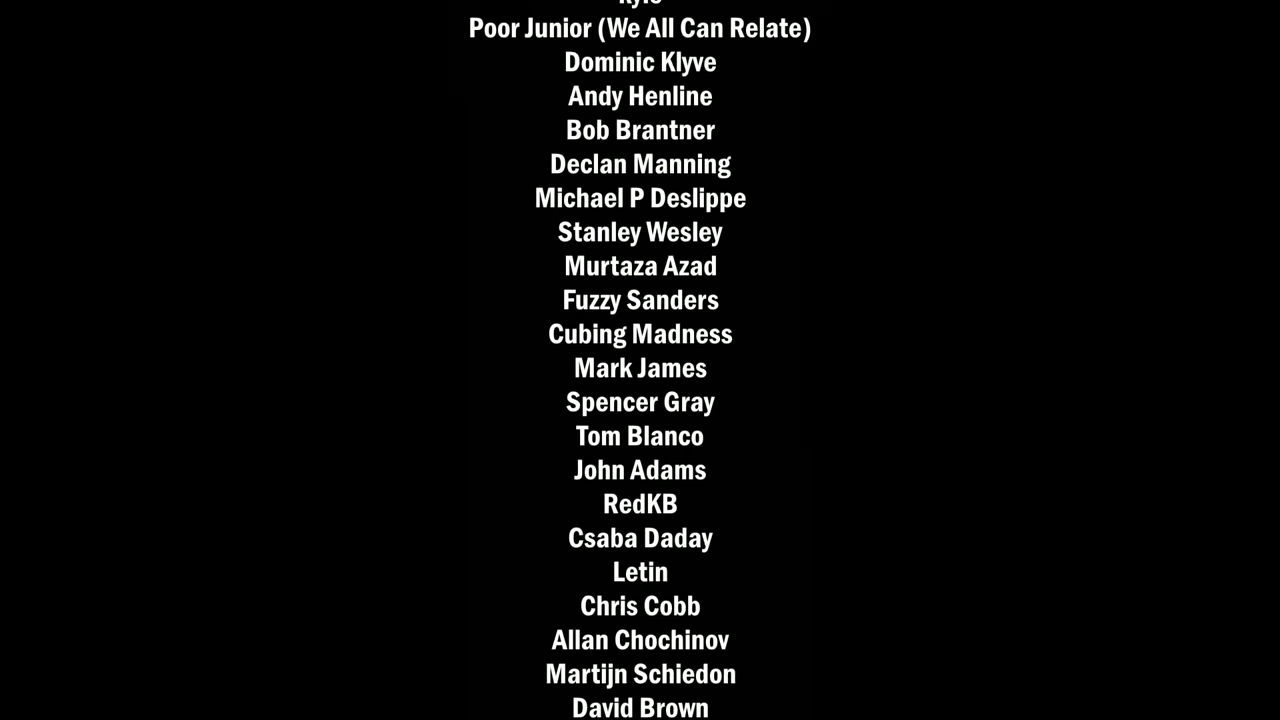 Poor Junior (We All Can Relate)
Dominic Klyve
Andy Henline
Bob Brantner
Declan Manning
Michael P Deslippe
Stanley Wesley
Murtaza Azad
Fuzzy Sanders
Cubing Madness
Mark James
Spencer Gray
Tom Blanco
John Adams
RedKB
Csaba Daday
Letin
Chris Cobb
Allan Chochinov
Martijn Schiedon
David Brown